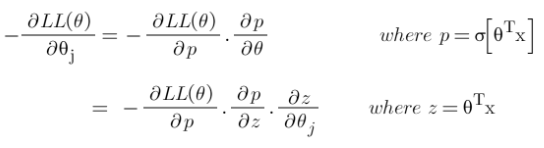 −∂LL(θ)/∂θⱼ = −∂LL(θ)/∂p · ∂p/∂θ where p = σ[θᵀx]
= −∂LL(θ)/∂p · ∂p/∂z · ∂z/∂θⱼ where z = θᵀx